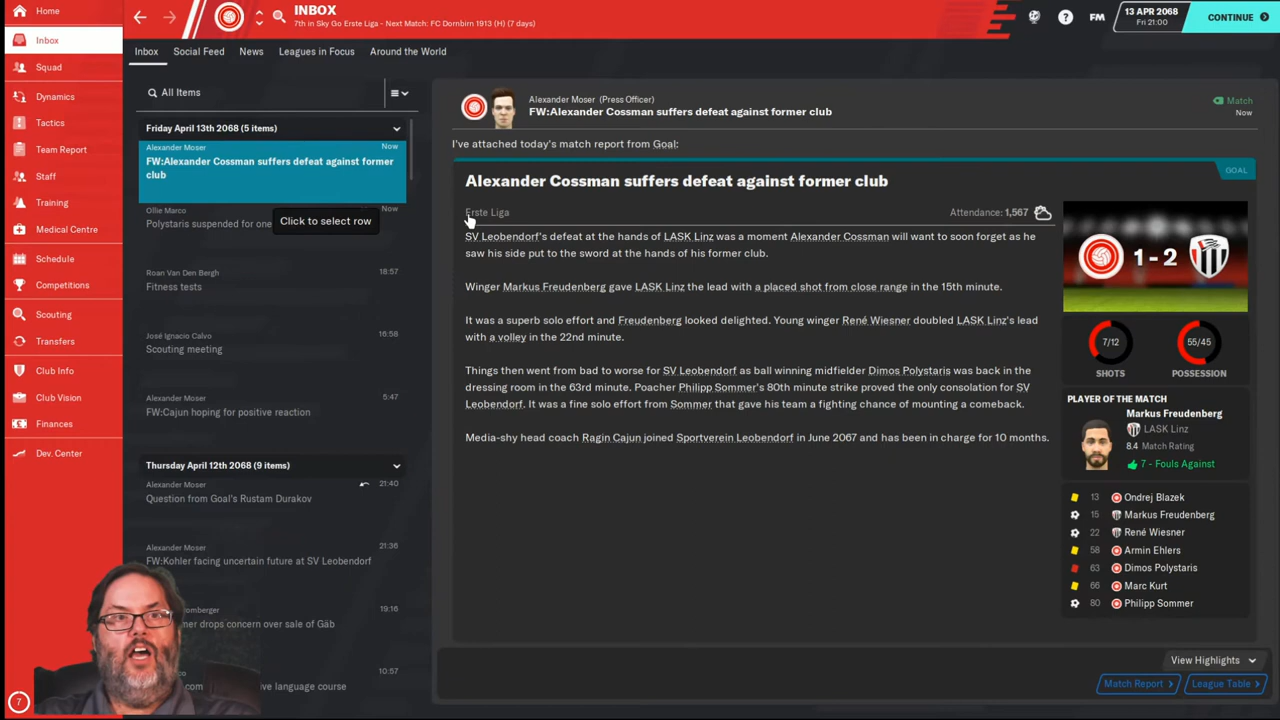 Home
INBOX
7th in Sky Go Erste Liga - Next Match: FC Dornbirn 1913 (H) (7 days)
FM
13 APR 2068
Fri 21:00
CONTINUE
Inbox
Squad
Dynamics
Tactics
Team Report
Staff
Training
Medical Centre
Schedule
Competitions
Scouting
Transfers
Club Info
Club Vision
Finances
Dev. Center
7
Inbox
Social Feed
News
Leagues in Focus
Around the World
All Items
Friday April 13th 2068 (5 items)
Alexander Moser
Now
FW:Alexander Cossman suffers defeat against former
club
Ollie Marco
Now
Polystaris suspended for one
Click to select row
Roan Van Den Bergh
18:57
Fitness tests
José Ignacio Calvo
16:58
Scouting meeting
Alexander Moser
5:47
FW:Cajun hoping for positive reaction
Thursday April 12th 2068 (9 items)
Alexander Moser
21:40
Question from Goal's Rustam Durakov
Alexander Moser
21:36
FW:Kohler facing uncertain future at SV Leobendorf
romberger
19:16
mer drops concern over sale of Gäb
10:57
.com
ive language course
Alexander Moser (Press Officer)
FW:Alexander Cossman suffers defeat against former club
Match
Now
I've attached today's match report from Goal:
GOAL
Alexander Cossman suffers defeat against former club
Erste Liga
Attendance: 1,567
SV Leobendorf's defeat at the hands of LASK Linz was a moment Alexander Cossman will want to soon forget as he
saw his side put to the sword at the hands of his former club.
Winger Markus Freudenberg gave LASK Linz the lead with a placed shot from close range in the 15th minute.
It was a superb solo effort and Freudenberg looked delighted. Young winger René Wiesner doubled LASK Linz's lead
with a volley in the 22nd minute.
Things then went from bad to worse for SV Leobendorf as ball winning midfielder Dimos Polystaris was back in the
dressing room in the 63rd minute. Poacher Philipp Sommer's 80th minute strike proved the only consolation for SV
Leobendorf. It was a fine solo effort from Sommer that gave his team a fighting chance of mounting a comeback.
Media-shy head coach Ragin Cajun joined Sportverein Leobendorf in June 2067 and has been in charge for 10 months.
1 - 2
7/12
SHOTS
55/45
POSSESSION
PLAYER OF THE MATCH
Markus Freudenberg
LASK Linz
8.4 Match Rating
7 - Fouls Against
13 Ondrej Blazek
15 Markus Freudenberg
22 René Wiesner
58 Armin Ehlers
63 Dimos Polystaris
66 Marc Kurt
80 Philipp Sommer
View Highlights
Match Report
League Table